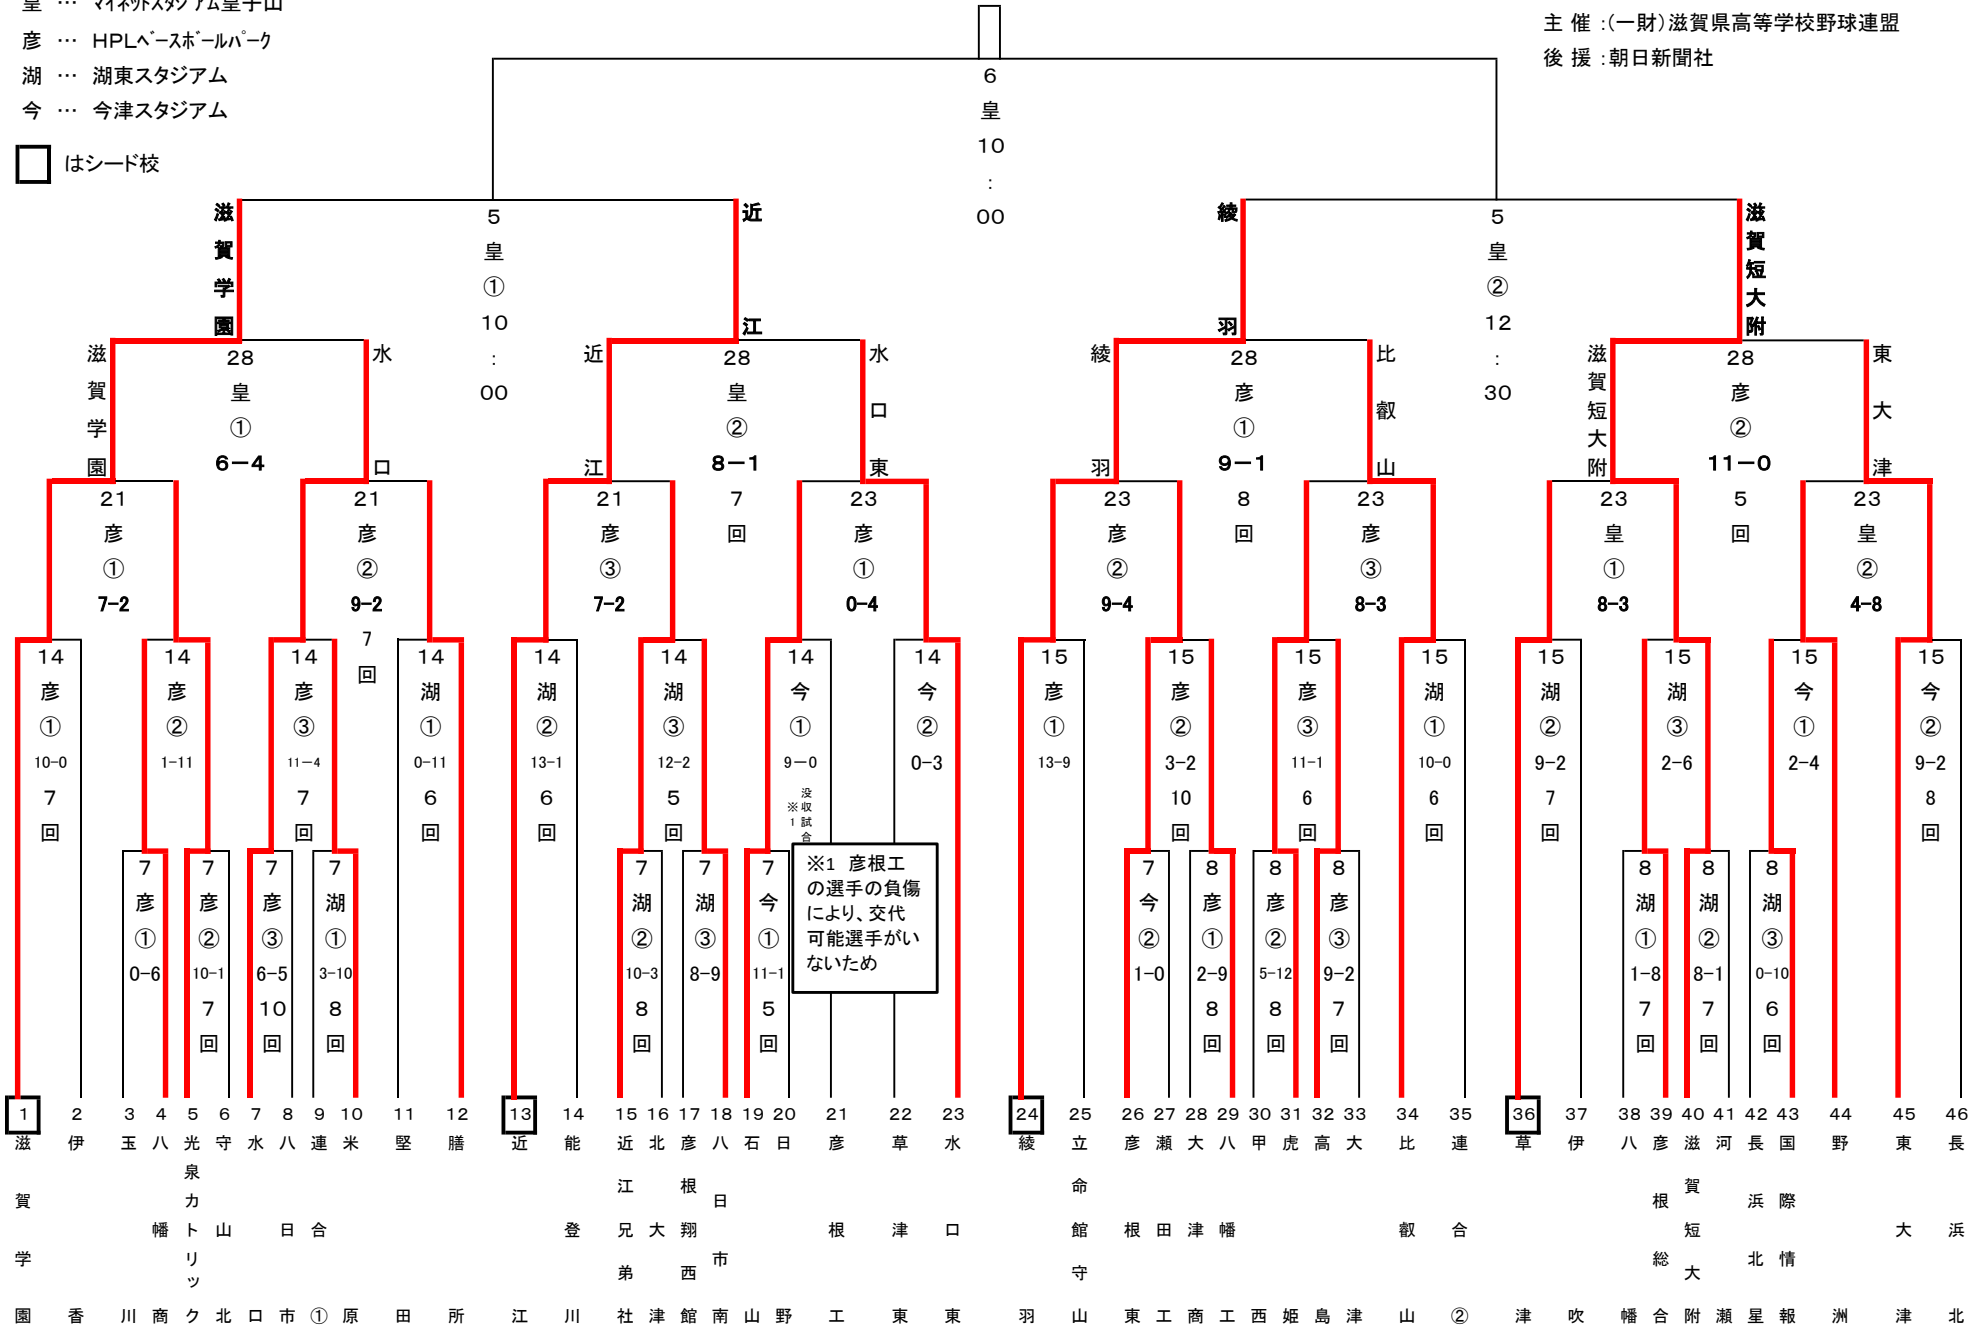 皇 … マイネットスタジアム皇子山
彦 … HPLベースボールパーク
湖 … 湖東スタジアム
今 … 今津スタジアム
はシード校
主 催 :(一財)滋賀県高等学校野球連盟
後 援 :朝日新聞社
6 皇 10 : 00
滋賀学園
5 皇 ① 10 : 00
近江
綾羽
5 皇 ② 12 : 30
滋賀短大附
滋賀学園
28 皇 ① 6-4
水口
近江
28 皇 ② 8-1 7 回
水口東
綾羽
28 彦 ① 9-1 8 回
比叡山
滋賀短大附
28 彦 ② 11-0 5 回
東大津
21 彦 ① 7-2
21 彦 ② 9-2 7 回
21 彦 ③ 7-2
23 彦 ① 0-4
23 彦 ② 9-4
23 彦 ③ 8-3
23 皇 ① 8-3
23 皇 ② 4-8
14 彦 ① 10-0 7 回
14 彦 ② 1-11
14 彦 ③ 11-4 7 回
14 湖 ① 0-11 6 回
14 湖 ② 13-1 6 回
14 湖 ③ 12-2 5 回
14 今 ① 9-0 ※1 没収試合
14 今 ② 0-3
15 彦 ① 13-9
15 彦 ② 3-2 10 回
15 彦 ③ 11-1 6 回
15 湖 ① 10-0 6 回
15 湖 ② 9-2 7 回
15 湖 ③ 2-6
15 今 ① 2-4
15 今 ② 9-2 8 回
7 彦 ① 0-6
7 彦 ② 10-1 7 回
7 彦 ③ 6-5 10 回
7 湖 ① 3-10 8 回
7 湖 ② 10-3 8 回
7 湖 ③ 8-9
7 今 ① 11-1 5 回
※1 彦根工
の選手の負傷
により、交代
可能選手がい
ないため
7 今 ② 1-0
8 彦 ① 2-9 8 回
8 彦 ② 5-12 8 回
8 彦 ③ 9-2 7 回
8 湖 ① 1-8 7 回
8 湖 ② 8-1 7 回
8 湖 ③ 0-10 6 回
1 滋賀学園
2 伊香
3 玉川
4 八幡商
5 光泉カトリック
6 守山北
7 水口
8 八日市
9 連合①
10 米原
11 堅田
12 膳所
13 近江
14 能登川
15 近江兄弟社
16 北大津
17 彦根翔西館
18 八日市南
19 石山
20 日野
21 彦根工
22 草津東
23 水口東
24 綾羽
25 立命館守山
26 彦根東
27 瀬田工
28 大津商
29 八幡工
30 甲西
31 虎姫
32 高島
33 大津
34 比叡山
35 連合②
36 草津
37 伊吹
38 八幡
39 彦根総合
40 滋賀短大附
41 河瀬
42 長浜北星
43 国際情報
44 野洲
45 東大津
46 長浜北